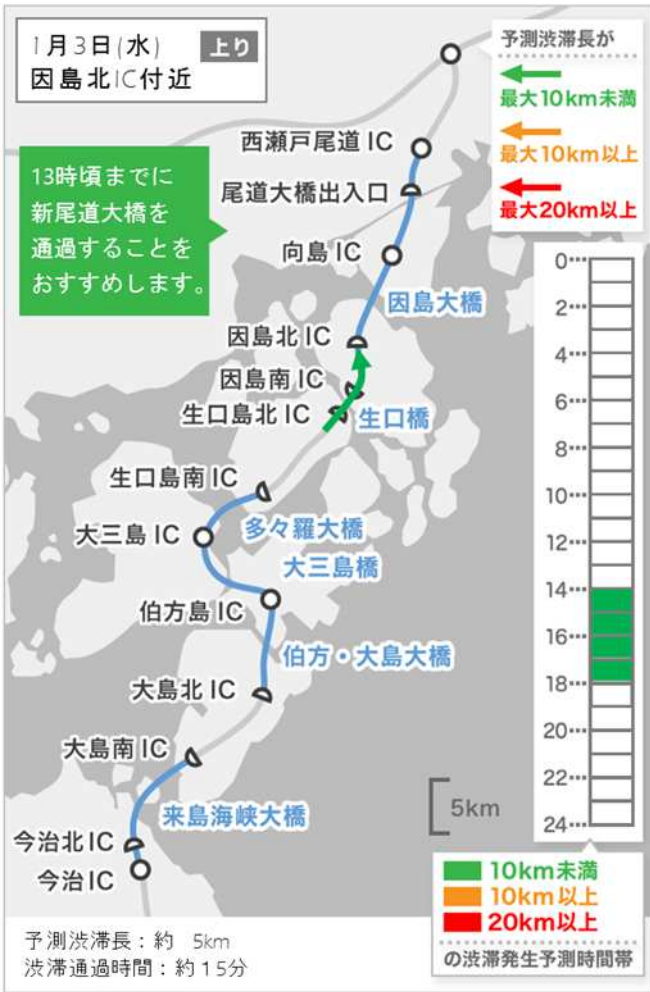 1月3日(水) 上り
因島北IC付近
予測渋滞長が
最大10km未満
最大10km以上
最大20km以上
13時頃までに
新尾道大橋を
通過することを
おすすめします。
西瀬戸尾道 IC
尾道大橋出入口
向島 IC
因島大橋
因島北 IC
因島南 IC
生口島北 IC
生口橋
生口島南 IC
多々羅大橋
大三島 IC
大三島橋
伯方島 IC
伯方・大島大橋
大島北 IC
大島南 IC
来島海峡大橋
今治北 IC
今治 IC
0
2
4
6
8
10
12
14
16
18
20
22
24
5km
10km未満
10km以上
20km以上
の渋滞発生予測時間帯
予測渋滞長：約 5km
渋滞通過時間：約15分